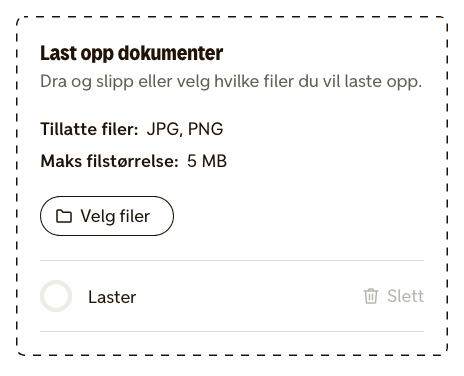 Last opp dokumenter
Dra og slipp eller velg hvilke filer du vil laste opp.
Tillatte filer: JPG, PNG
Maks filstørrelse: 5 MB
Velg filer
Laster Slett